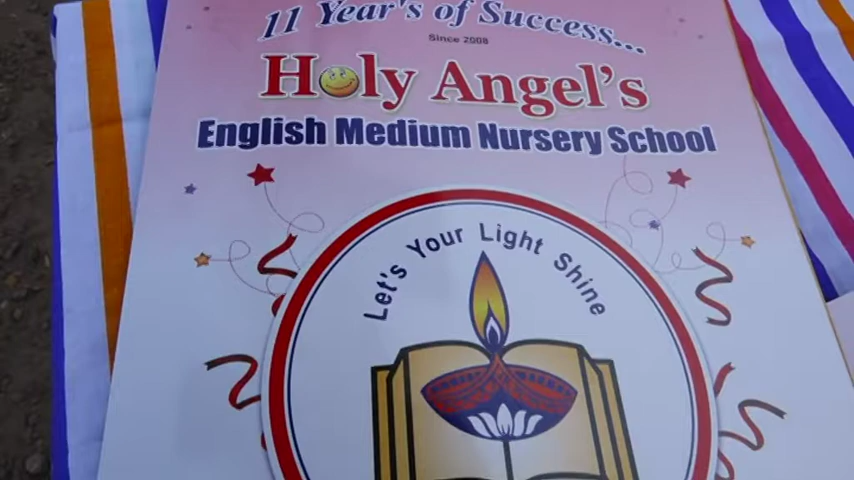 11 Year's of Success...
Since 2008
Holy Angel's
English Medium Nursery School
Let's Your Light Shine